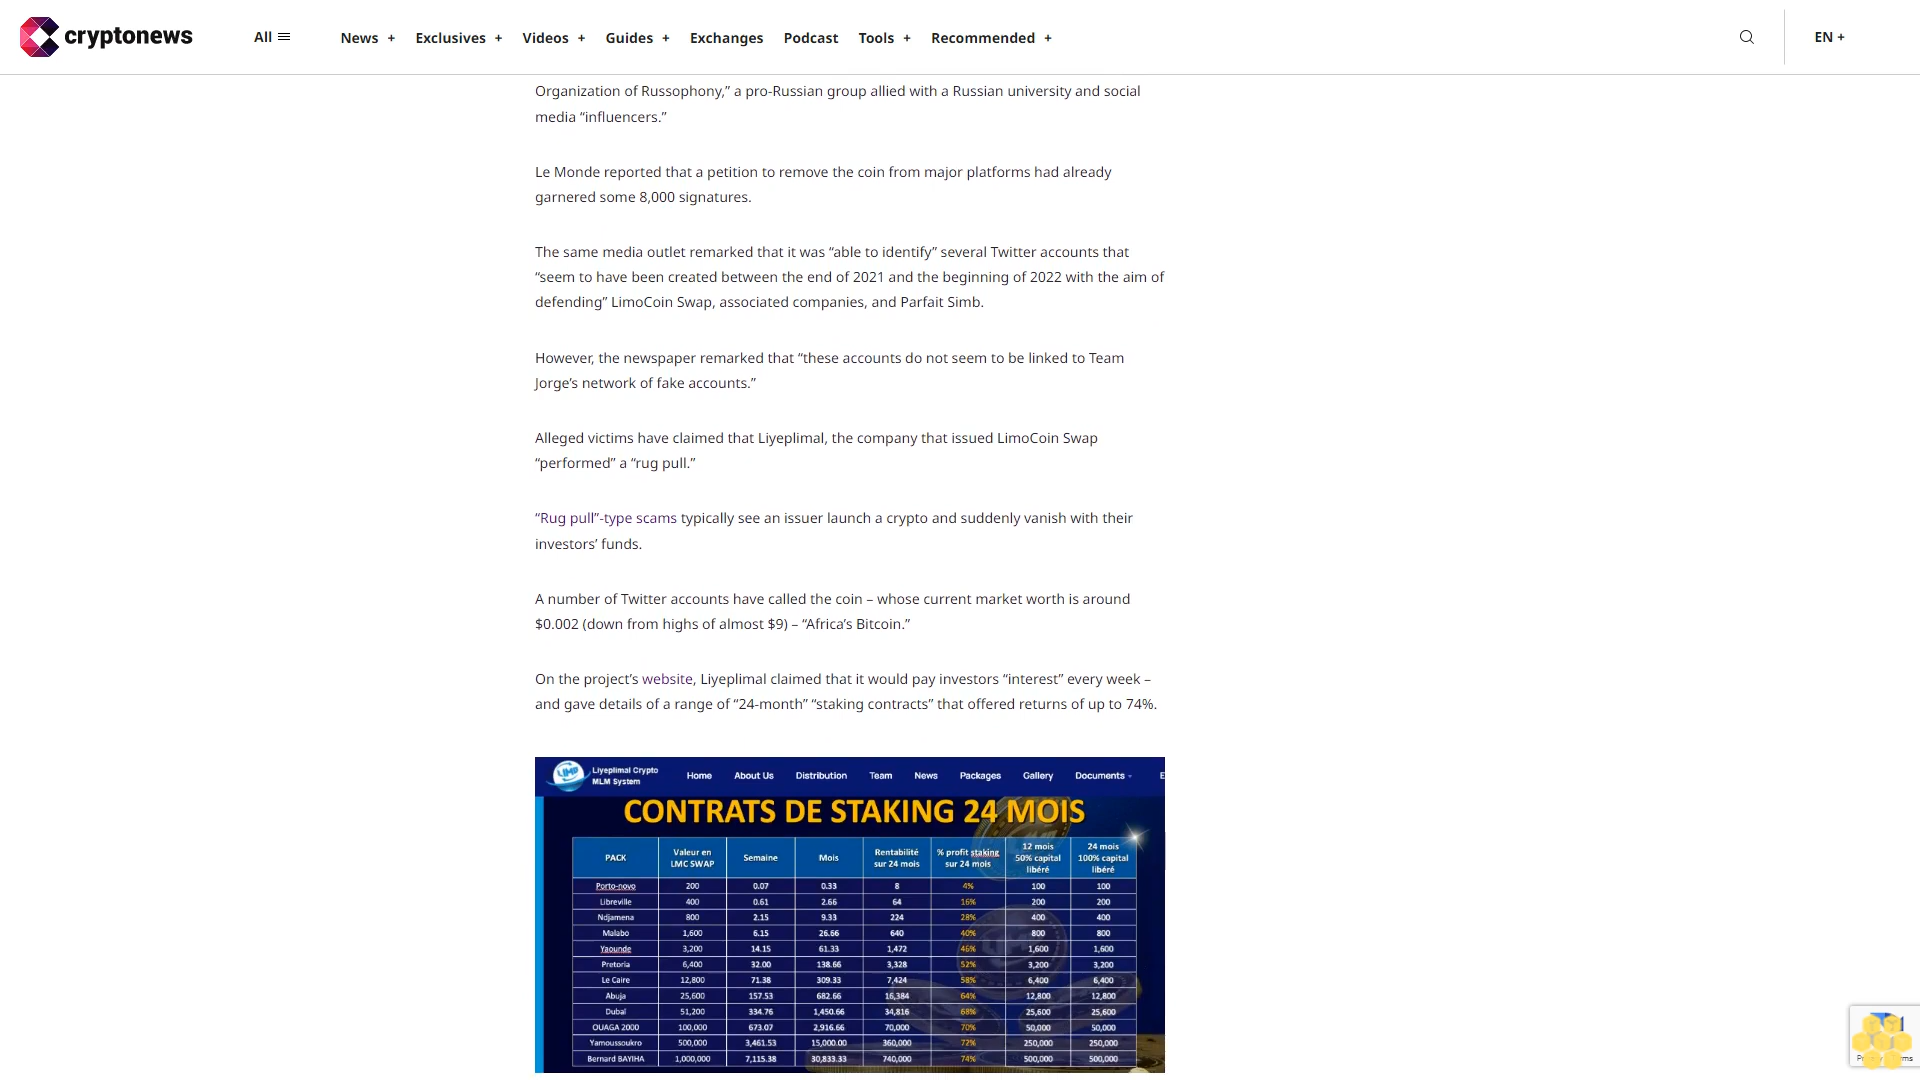 cryptonews
All
News +
Exclusives +
Videos +
Guides +
Exchanges
Podcast
Tools +
Recommended +
EN +
Organization of Russophony,” a pro-Russian group allied with a Russian university and social
media “influencers.”
Le Monde reported that a petition to remove the coin from major platforms had already
garnered some 8,000 signatures.
The same media outlet remarked that it was “able to identify” several Twitter accounts that
“seem to have been created between the end of 2021 and the beginning of 2022 with the aim of
defending” LimoCoin Swap, associated companies, and Parfait Simb.
However, the newspaper remarked that “these accounts do not seem to be linked to Team
Jorge’s network of fake accounts.”
Alleged victims have claimed that Liyeplimal, the company that issued LimoCoin Swap
“performed” a “rug pull.”
“Rug pull”-type scams typically see an issuer launch a crypto and suddenly vanish with their
investors’ funds.
A number of Twitter accounts have called the coin – whose current market worth is around
$0.002 (down from highs of almost $9) – “Africa’s Bitcoin.”
On the project’s website, Liyeplimal claimed that it would pay investors “interest” every week –
and gave details of a range of “24-month” “staking contracts” that offered returns of up to 74%.
LIMO
Liyeplimal Crypto
MLM System
Home About Us Distribution Team News Packages Gallery Documents E
CONTRATS DE STAKING 24 MOIS
PACK | Valeur en LMC SWAP | Semaine | Mois | Rentabilité sur 24 mois | % profit staking sur 24 mois | 12 mois 50% capital libéré | 24 mois 100% capital libéré
Porto-novo 200 0.07 0.33 8 4% 100 100
Libreville 400 0.61 2.66 64 16% 200 200
Ndjamena 800 2.15 9.33 224 28% 400 400
Malabo 1,600 6.15 26.66 640 40% 800 800
Yaounde 3,200 14.15 61.33 1,472 46% 1,600 1,600
Pretoria 6,400 32.00 138.66 3,328 52% 3,200 3,200
Le Caire 12,800 71.38 309.33 7,424 58% 6,400 6,400
Abuja 25,600 157.53 682.66 16,384 64% 12,800 12,800
Dubaï 51,200 334.76 1,450.66 34,816 68% 25,600 25,600
OUAGA 2000 100,000 673.07 2,916.66 70,000 70% 50,000 50,000
Yamoussoukro 500,000 3,461.53 15,000.00 360,000 72% 250,000 250,000
Bernard BAYIHA 1,000,000 7,115.38 30,833.33 740,000 74% 500,000 500,000